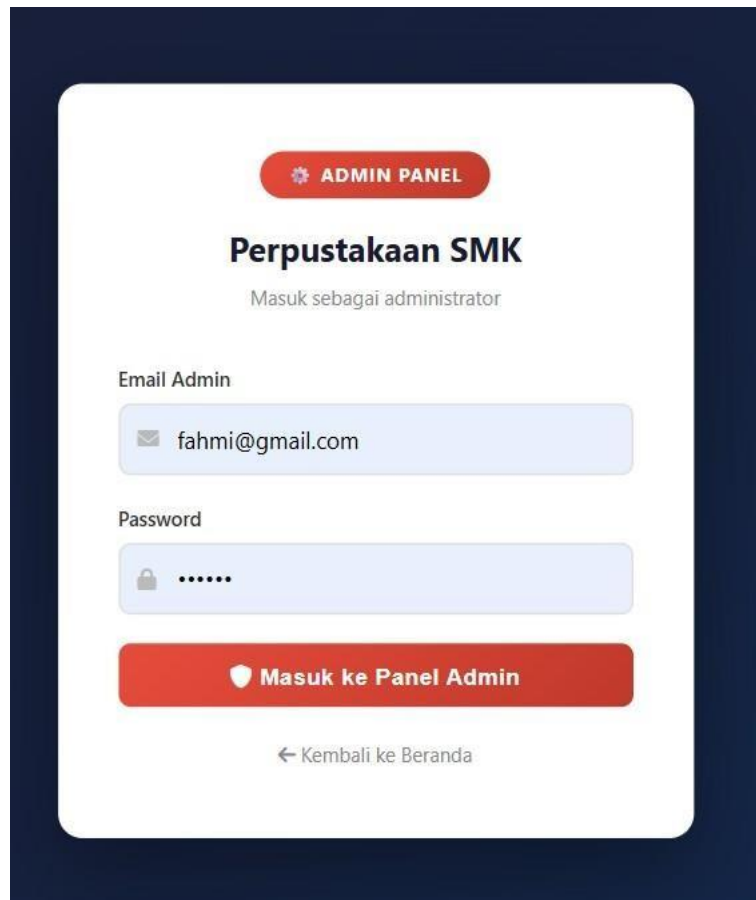 ADMIN PANEL
Perpustakaan SMK
Masuk sebagai administrator
Email Admin
fahmi@gmail.com
Password
••••••
Masuk ke Panel Admin
Kembali ke Beranda